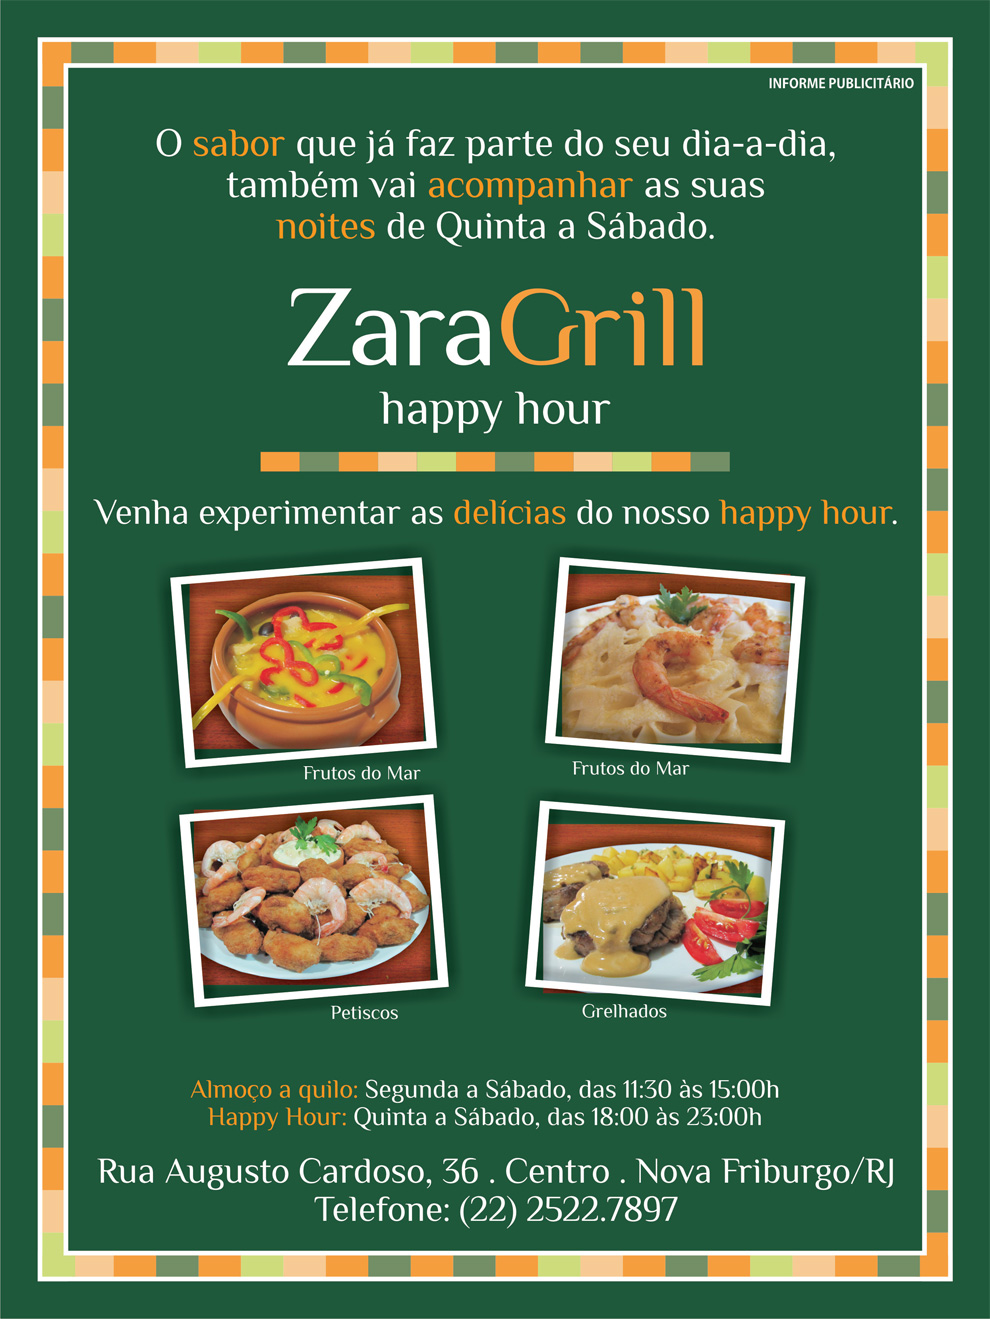 INFORME PUBLICITÁRIO
O sabor que já faz parte do seu dia-a-dia,
também vai acompanhar as suas
noites de Quinta a Sábado.
ZaraGrill
happy hour
Venha experimentar as delícias do nosso happy hour.
Frutos do Mar
Frutos do Mar
Petiscos
Grelhados
Almoço a quilo: Segunda a Sábado, das 11:30 às 15:00h
Happy Hour: Quinta a Sábado, das 18:00 às 23:00h
Rua Augusto Cardoso, 36 . Centro . Nova Friburgo/RJ
Telefone: (22) 2522.7897